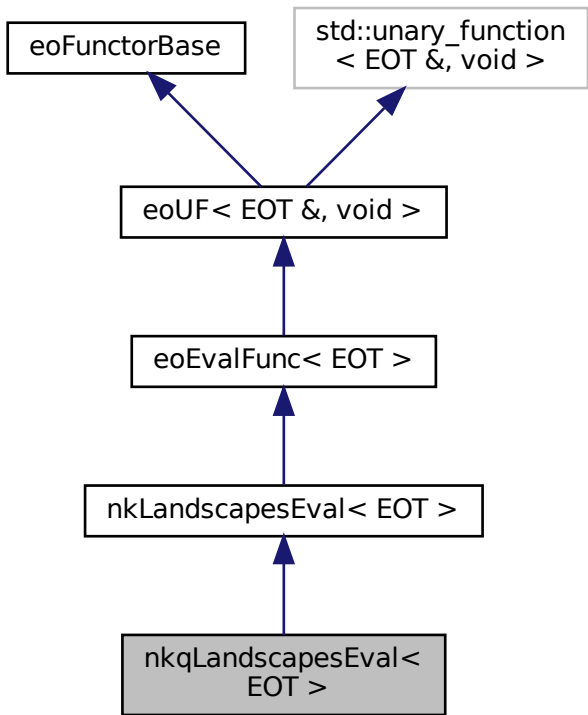 eoFunctorBase
std::unary_function
< EOT &, void >
eoUF< EOT &, void >
eoEvalFunc< EOT >
nkLandscapesEval< EOT >
nkqLandscapesEval<
EOT >